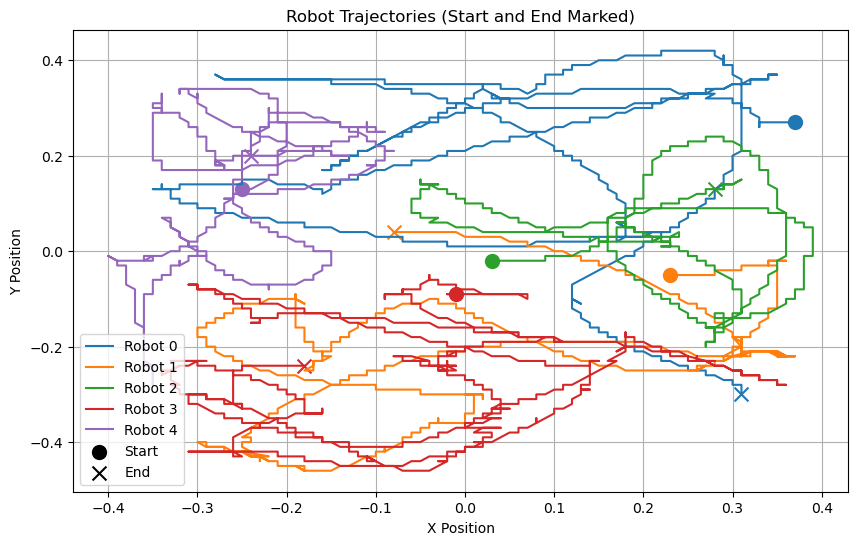 Robot Trajectories (Start and End Marked)
Y Position
0.4
0.2
0.0
−0.2
−0.4
Robot 0
Robot 1
Robot 2
Robot 3
Robot 4
Start
End
−0.4 −0.3 −0.2 −0.1 0.0 0.1 0.2 0.3 0.4
X Position